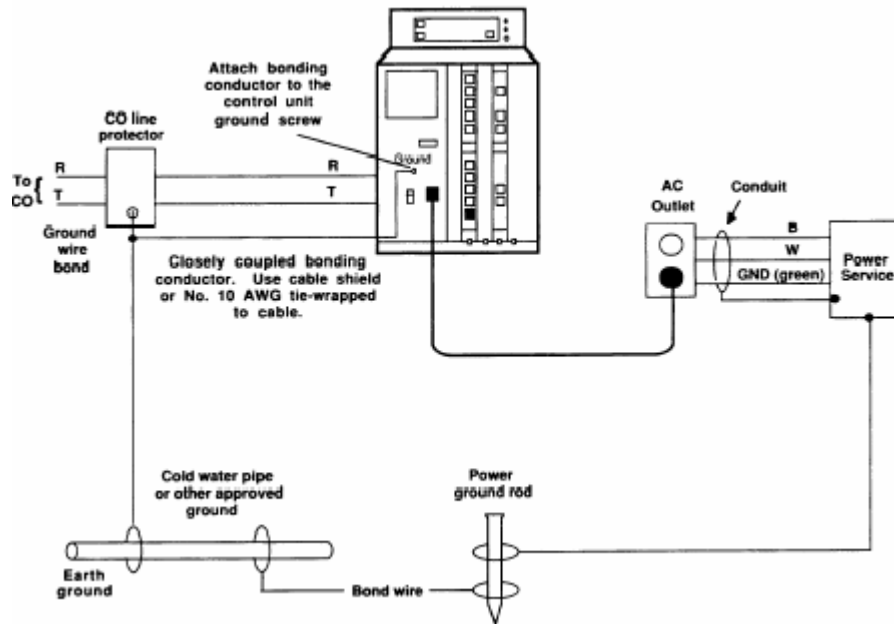 Attach bonding
conductor to the
control unit
ground screw
CO line
protector
Ground
To
CO
R
T
R
T
Ground
wire
bond
Closely coupled bonding
conductor. Use cable shield
or No. 10 AWG tie-wrapped
to cable.
AC
Outlet
Conduit
B
W
GND (green)
Power
Service
Cold water pipe
or other approved
ground
Power
ground rod
Earth
ground
Bond wire